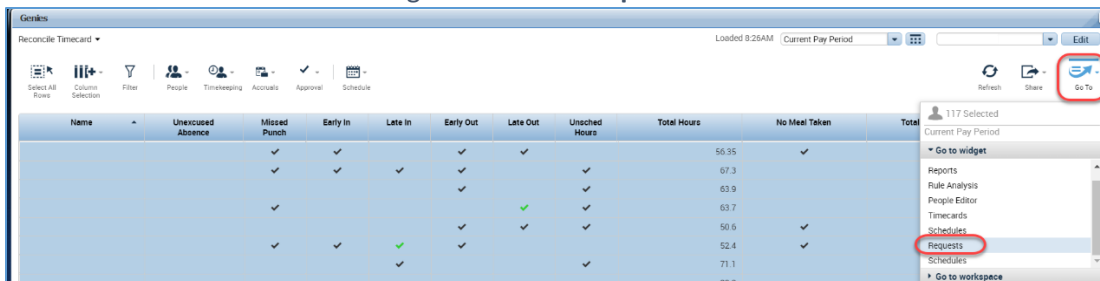 Genies
Reconcile Timecard
Loaded 8:26AM Current Pay Period Edit
Select All Rows
Column Selection
Filter
People
Timekeeping
Accruals
Approval
Schedule
Refresh
Share
Go To
Name Unexcused Absence Missed Punch Early In Late In Early Out Late Out Unsched Hours Total Hours No Meal Taken Total
56.35
67.3
63.9
63.7
50.6
52.4
71.1
117 Selected
Current Pay Period
Go to widget
Reports
Rule Analysis
People Editor
Timecards
Schedules
Requests
Schedules
Go to workspace